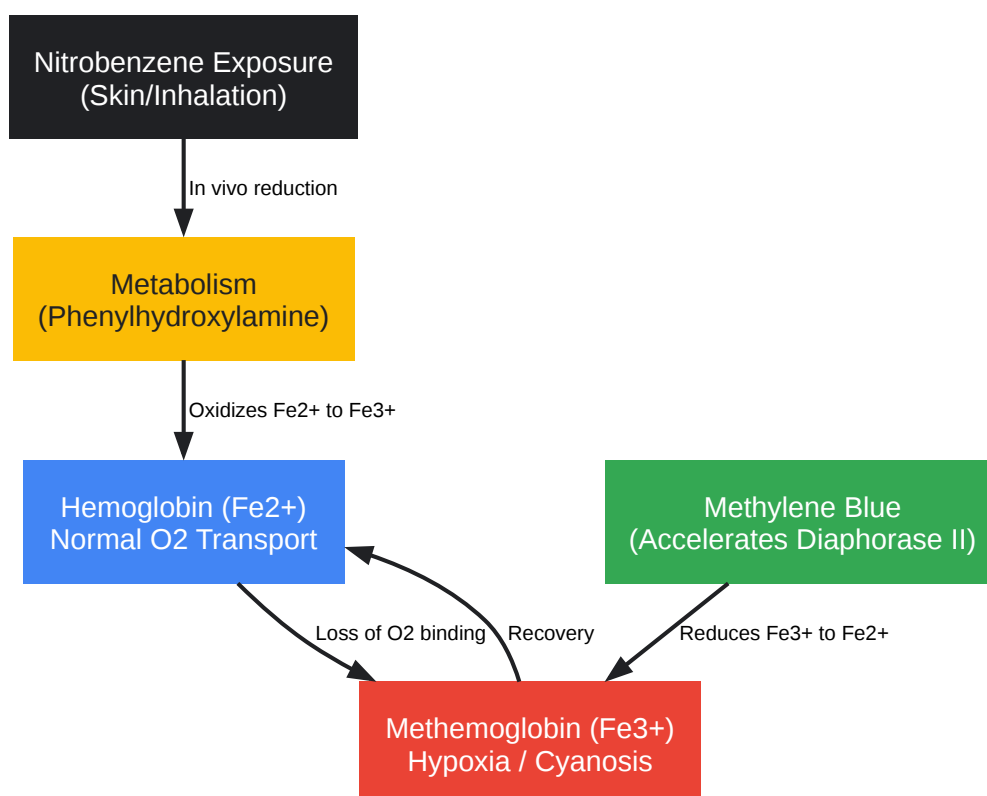 Nitrobenzene Exposure
(Skin/Inhalation)
In vivo reduction
Metabolism
(Phenylhydroxylamine)
Oxidizes Fe2+ to Fe3+
Hemoglobin (Fe2+)
Normal O2 Transport
Methylene Blue
(Accelerates Diaphorase II)
Loss of O2 binding
Recovery
Reduces Fe3+ to Fe2+
Methemoglobin (Fe3+)
Hypoxia / Cyanosis